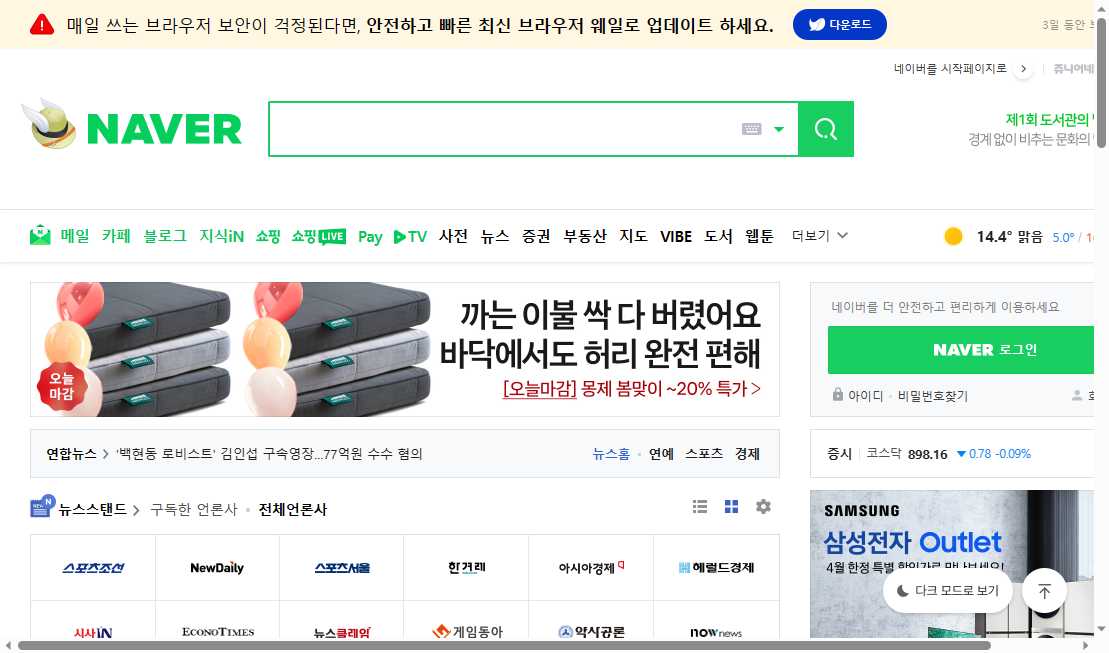 매일 쓰는 브라우저 보안이 걱정된다면, 안전하고 빠른 최신 브라우저 웨일로 업데이트 하세요. 다운로드 3일 동안
네이버를 시작페이지로 쥬니어네
NAVER
제1회 도서관의
경계 없이 비추는 문화의
메일 카페 블로그 지식iN 쇼핑 쇼핑LIVE Pay TV 사전 뉴스 증권 부동산 지도 VIBE 도서 웹툰 더보기 14.4° 맑음 5.0° /
까는 이불 싹 다 버렸어요
바닥에서도 허리 완전 편해
[오늘마감] 몽제 봄맞이 ~20% 특가 >
오늘
마감
네이버를 더 안전하고 편리하게 이용하세요
NAVER 로그인
아이디 · 비밀번호찾기
연합뉴스 > '백현동 로비스트' 김인섭 구속영장...77억원 수수 혐의 뉴스홈 · 연예 스포츠 경제
증시 코스닥 898.16 ▼0.78 -0.09%
NEW N 뉴스스탠드 > 구독한 언론사 · 전체언론사
스포츠조선 NewDaily 스포츠서울 한겨레 아시아경제 헤럴드경제
시사IN ECONOTIMES 뉴스클레임 게임동아 약사공론 nownews
SAMSUNG
삼성전자 Outlet
4월 한정 특별 할인가로 만나보세요!
다크 모드로 보기